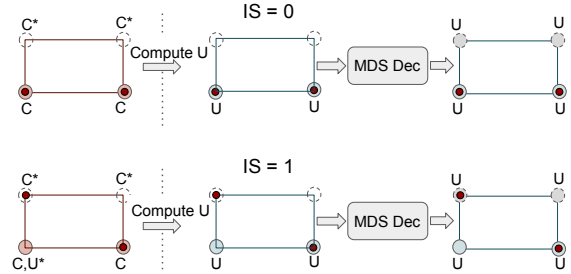 IS = 0
C* C*
C C
Compute U
U U
MDS Dec
U U
U U
IS = 1
C* C*
C,U* C
Compute U
U U
MDS Dec
U U
U U